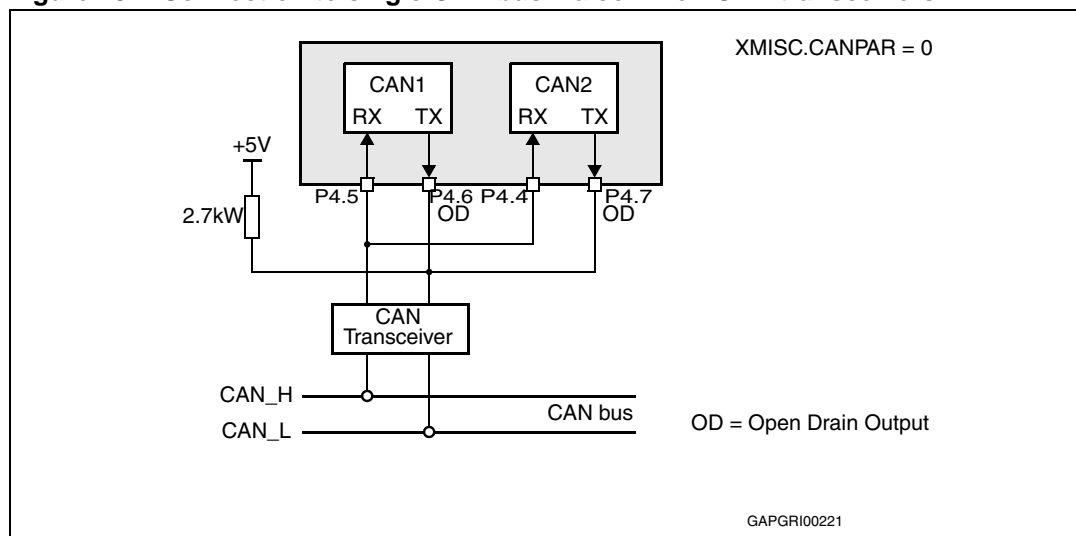 XMISC.CANPAR = 0
CAN1
CAN2
RX TX
RX TX
+5V
P4.5
P4.6
OD
P4.4
P4.7
OD
2.7kW
CAN
Transceiver
CAN_H
CAN bus
CAN_L
OD = Open Drain Output
GAPGRI00221